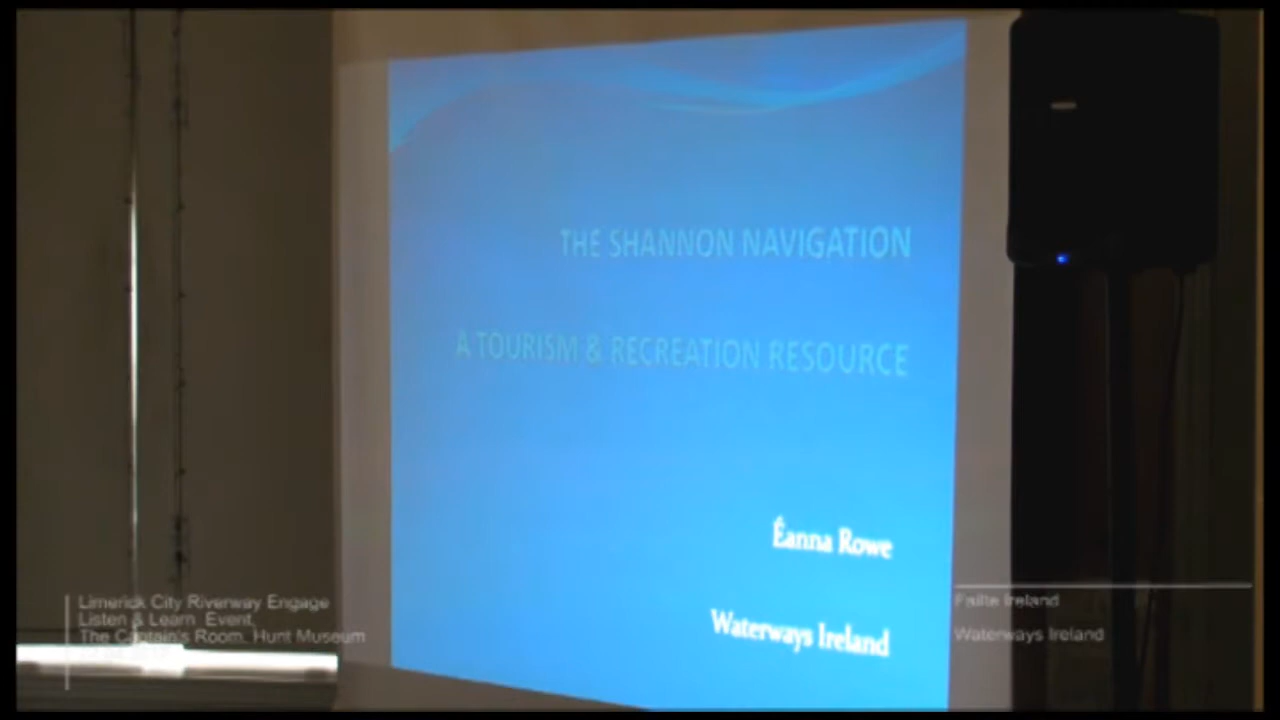 THE SHANNON NAVIGATION
A TOURISM & RECREATION RESOURCE
Éanna Rowe
Waterways Ireland
Limerick City Riverway Engage
Listen & Learn Event,
The Captain's Room, Hunt Museum
Failte Ireland
Waterways Ireland